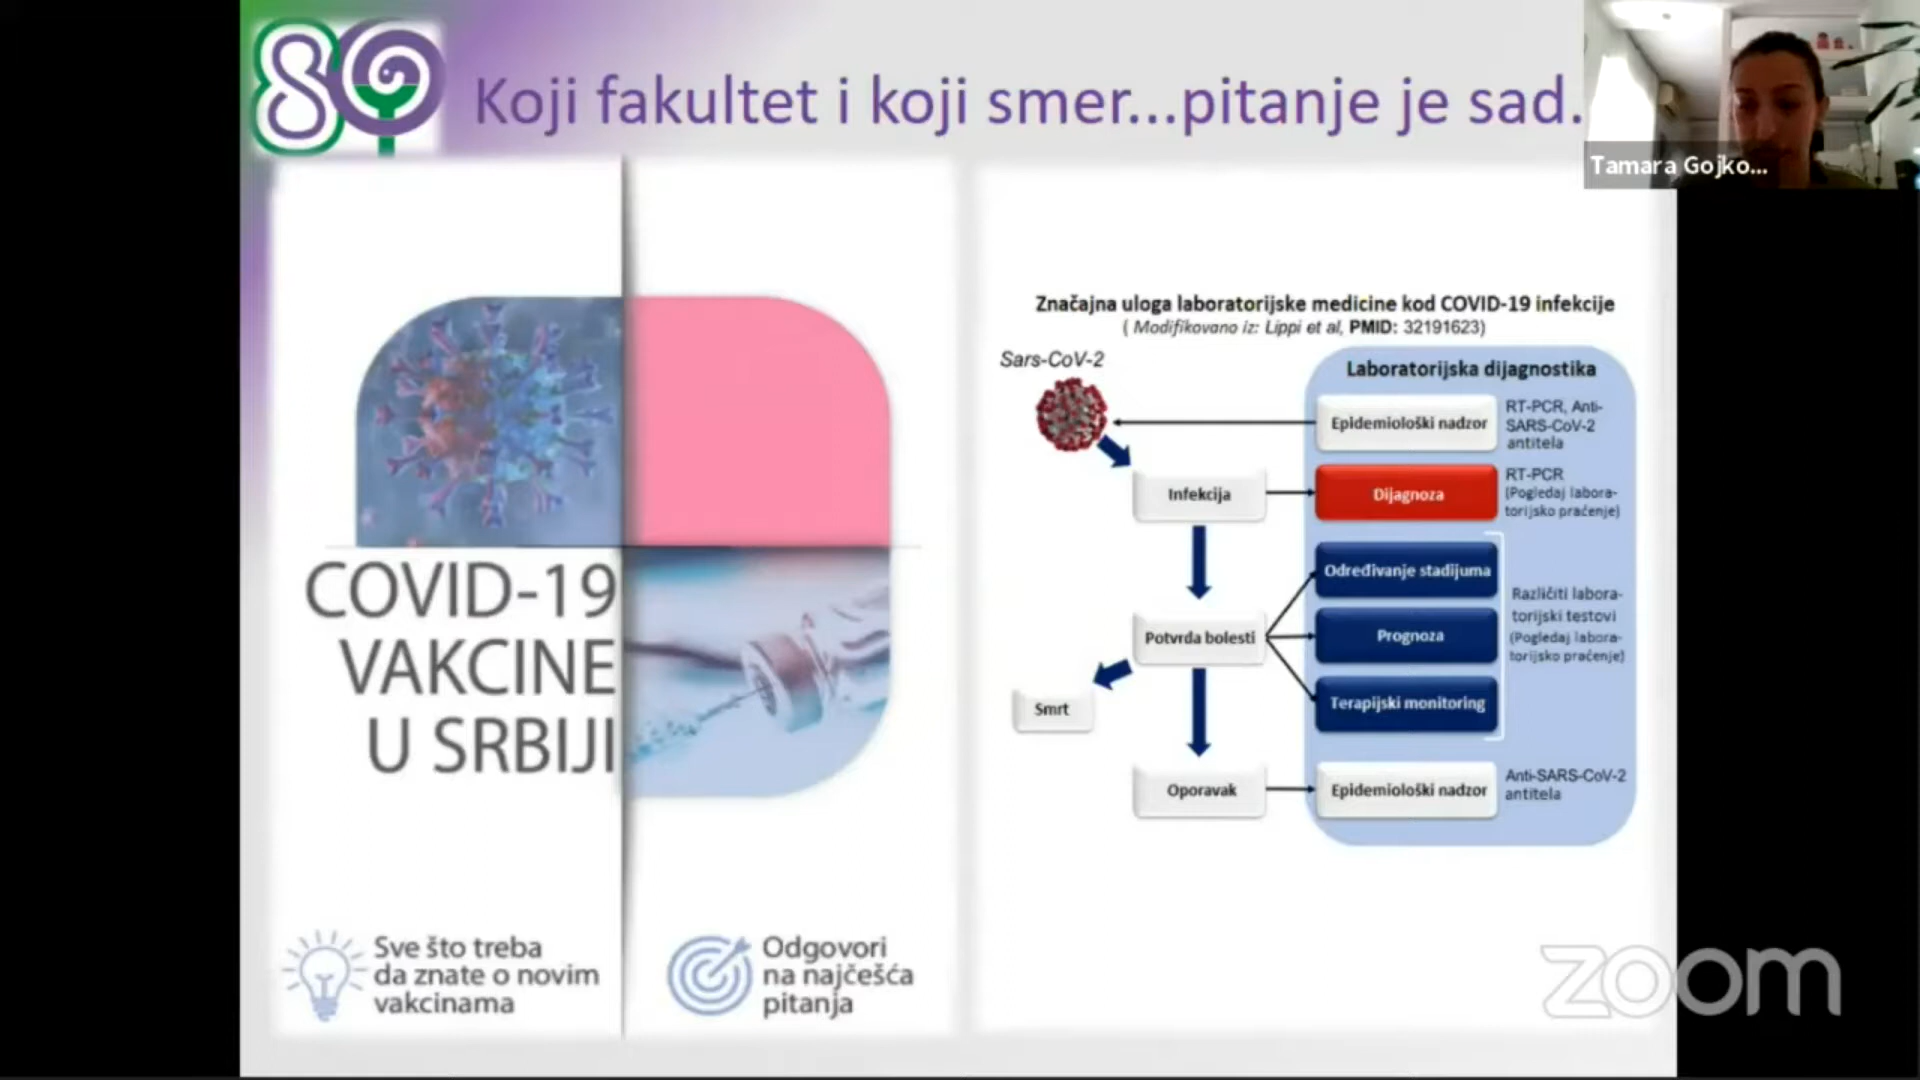 80
Koji fakultet i koji smer...pitanje je sad.
Tamara Gojko...
COVID-19
VAKCINE
U SRBIJI
Sve što treba
da znate o novim
vakcinama
Odgovori
na najčešća
pitanja
Značajna uloga laboratorijske medicine kod COVID-19 infekcije
( Modifikovano iz: Lippi et al, PMID: 32191623)
Sars-CoV-2
Laboratorijska dijagnostika
Epidemiološki nadzor
RT-PCR, Anti-
SARS-CoV-2
antitela
Infekcija
Dijagnoza
RT-PCR
(Pogledaj labora-
torijsko praćenje)
Određivanje stadijuma
Potvrda bolesti
Prognoza
Različiti labora-
torijski testovi
(Pogledaj labora-
torijsko praćenje)
Smrt
Terapijski monitoring
Oporavak
Epidemiološki nadzor
Anti-SARS-CoV-2
antitela
zoom